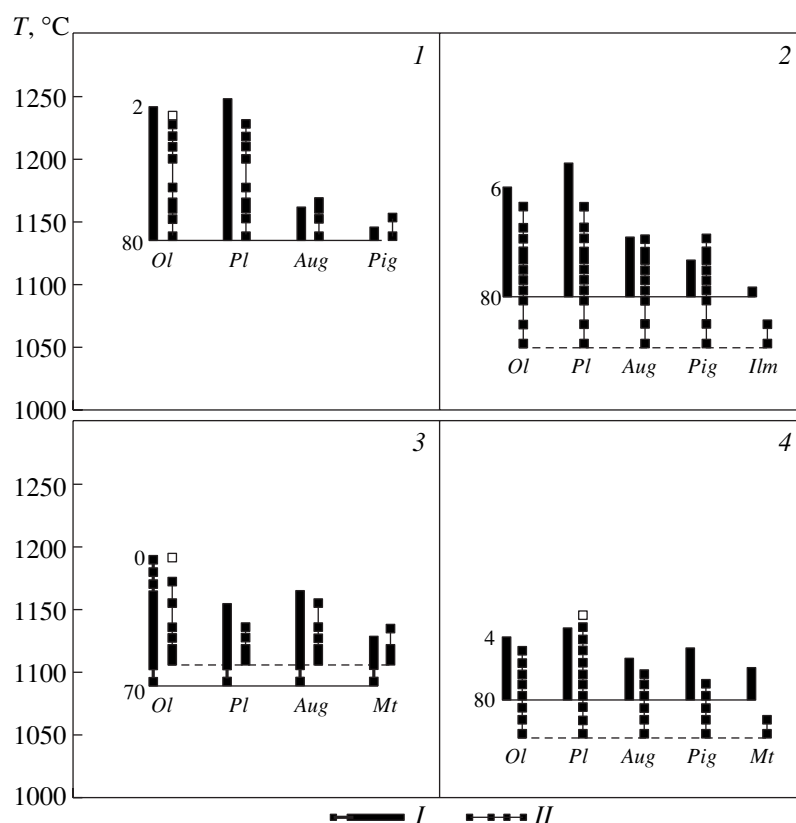 T, °C
1 2
1250 2
1200 6
1150
1100 80 80
Ol Pl Aug Pig
1050
Ol Pl Aug Pig Ilm
1000
3 4
1250
1200 0
1150 4
1100
70 80
Ol Pl Aug Mt
1050
Ol Pl Aug Pig Mt
1000
I II